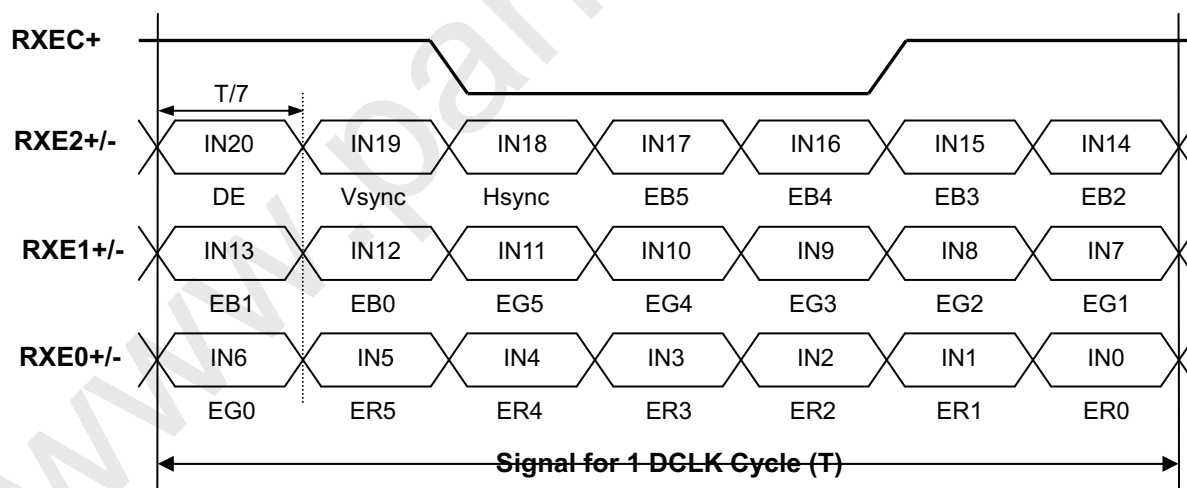 RXEC+
T/7
RXE2+/- IN20 IN19 IN18 IN17 IN16 IN15 IN14
DE Vsync Hsync EB5 EB4 EB3 EB2
RXE1+/- IN13 IN12 IN11 IN10 IN9 IN8 IN7
EB1 EB0 EG5 EG4 EG3 EG2 EG1
RXE0+/- IN6 IN5 IN4 IN3 IN2 IN1 IN0
EG0 ER5 ER4 ER3 ER2 ER1 ER0
Signal for 1 DCLK Cycle (T)